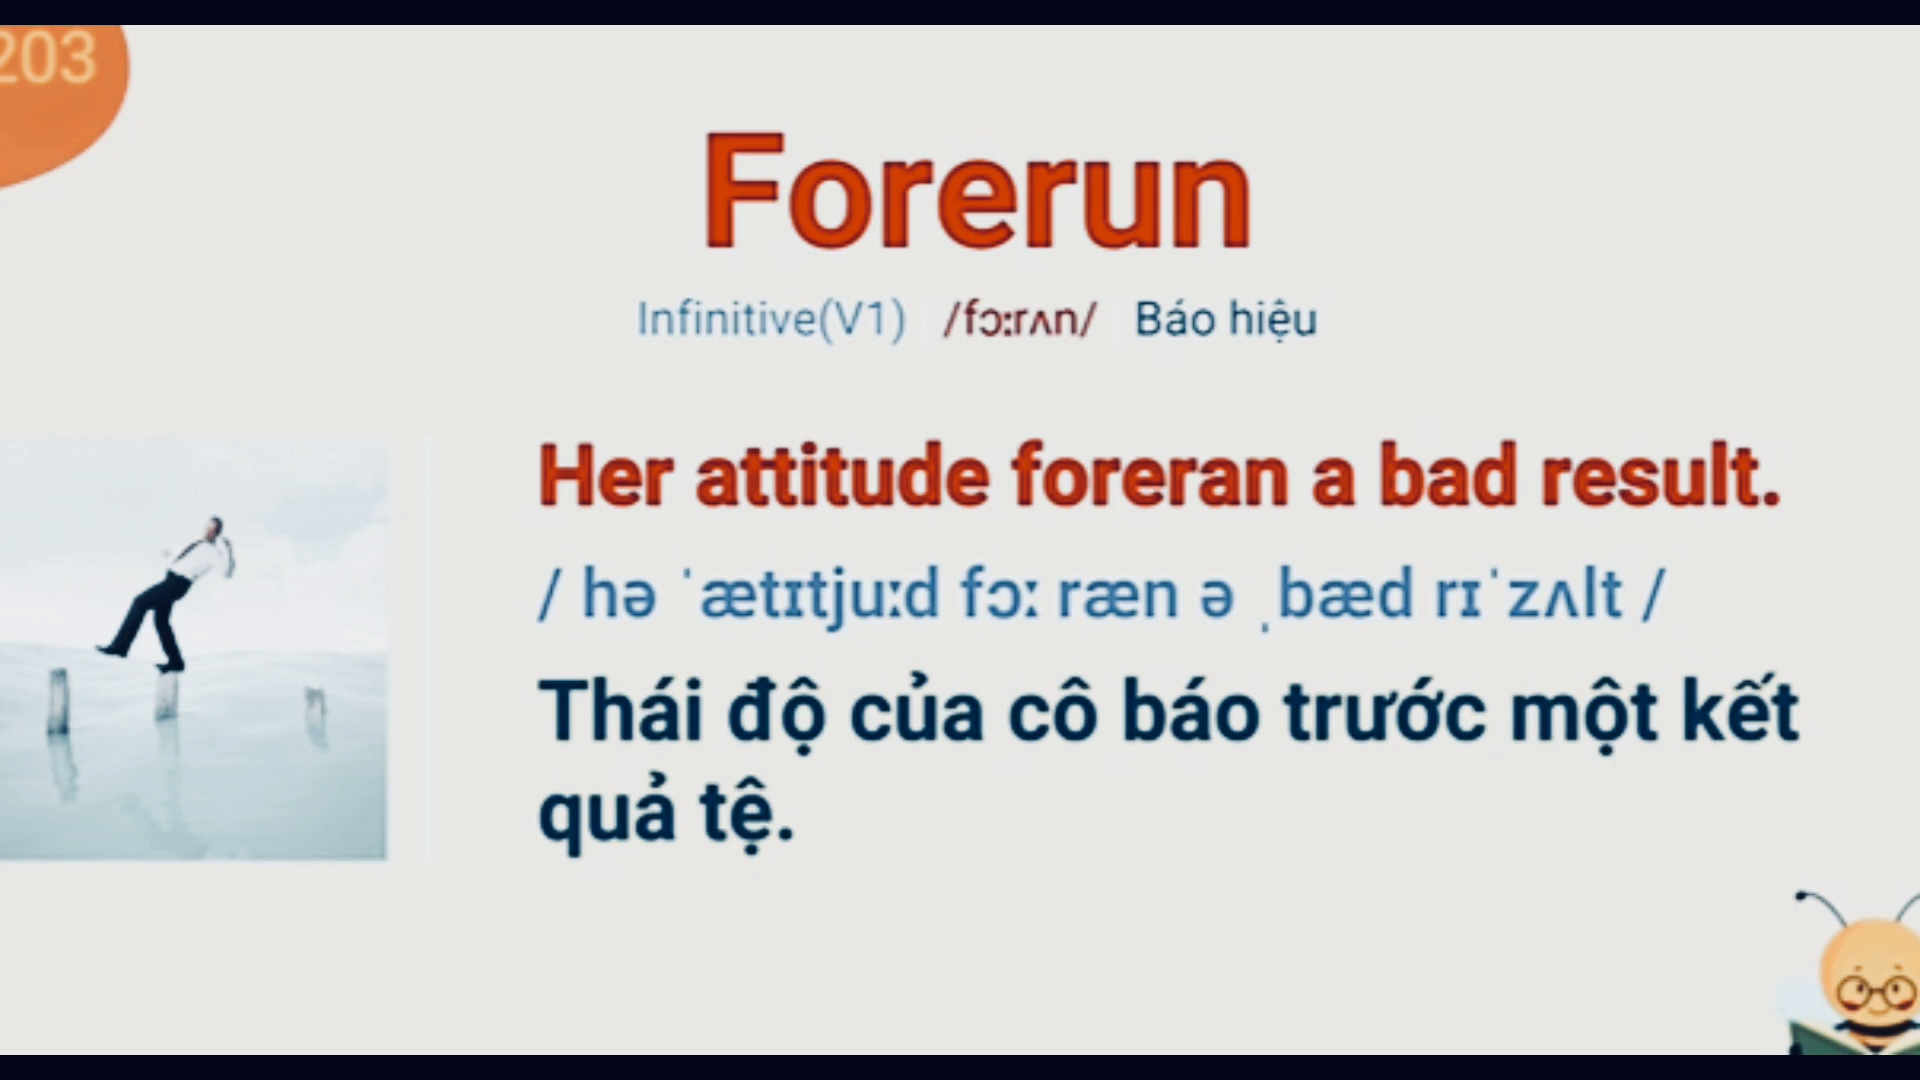 203
Forerun
Infinitive(V1) /fɔːrʌn/ Báo hiệu
Her attitude foreran a bad result.
/ hə ˈætɪtjuːd fɔː ræn ə ˌbæd rɪˈzʌlt /
Thái độ của cô báo trước một kết
quả tệ.